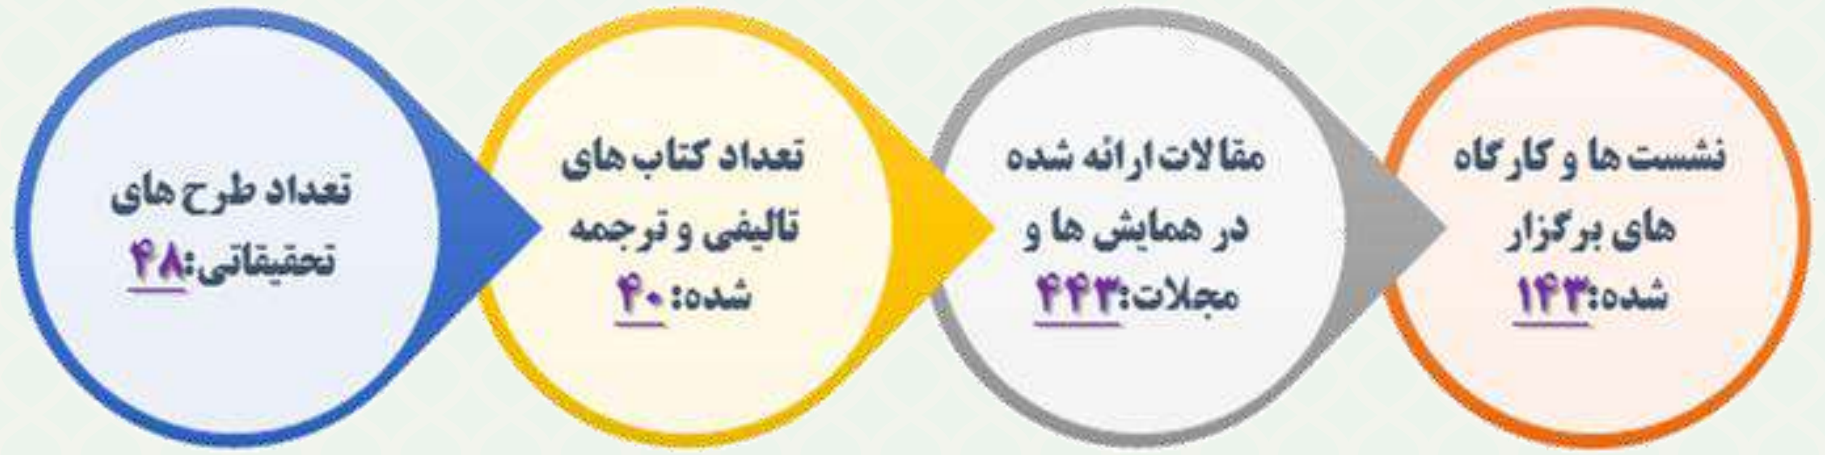 تعداد طرح های
تحقیقاتی:۴۸
تعداد کتاب های
تالیفی و ترجمه
شده:۴۰
مقالات ارائه شده
در همایش ها و
مجلات:۴۴۳
نشست ها و کارگاه
های برگزار
شده:۱۴۳